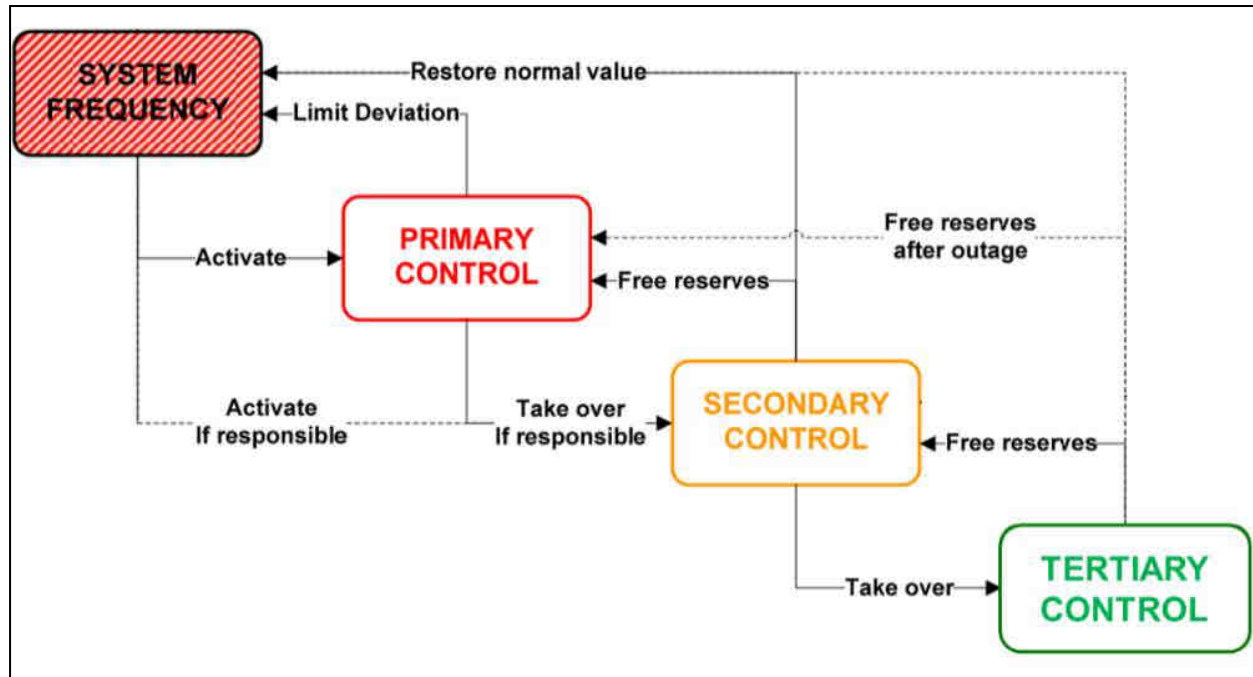 SYSTEM
FREQUENCY
Restore normal value
Limit Deviation
Activate
PRIMARY
CONTROL
Free reserves
after outage
Free reserves
Activate
If responsible
Take over
If responsible
SECONDARY
CONTROL
Free reserves
Take over
TERTIARY
CONTROL